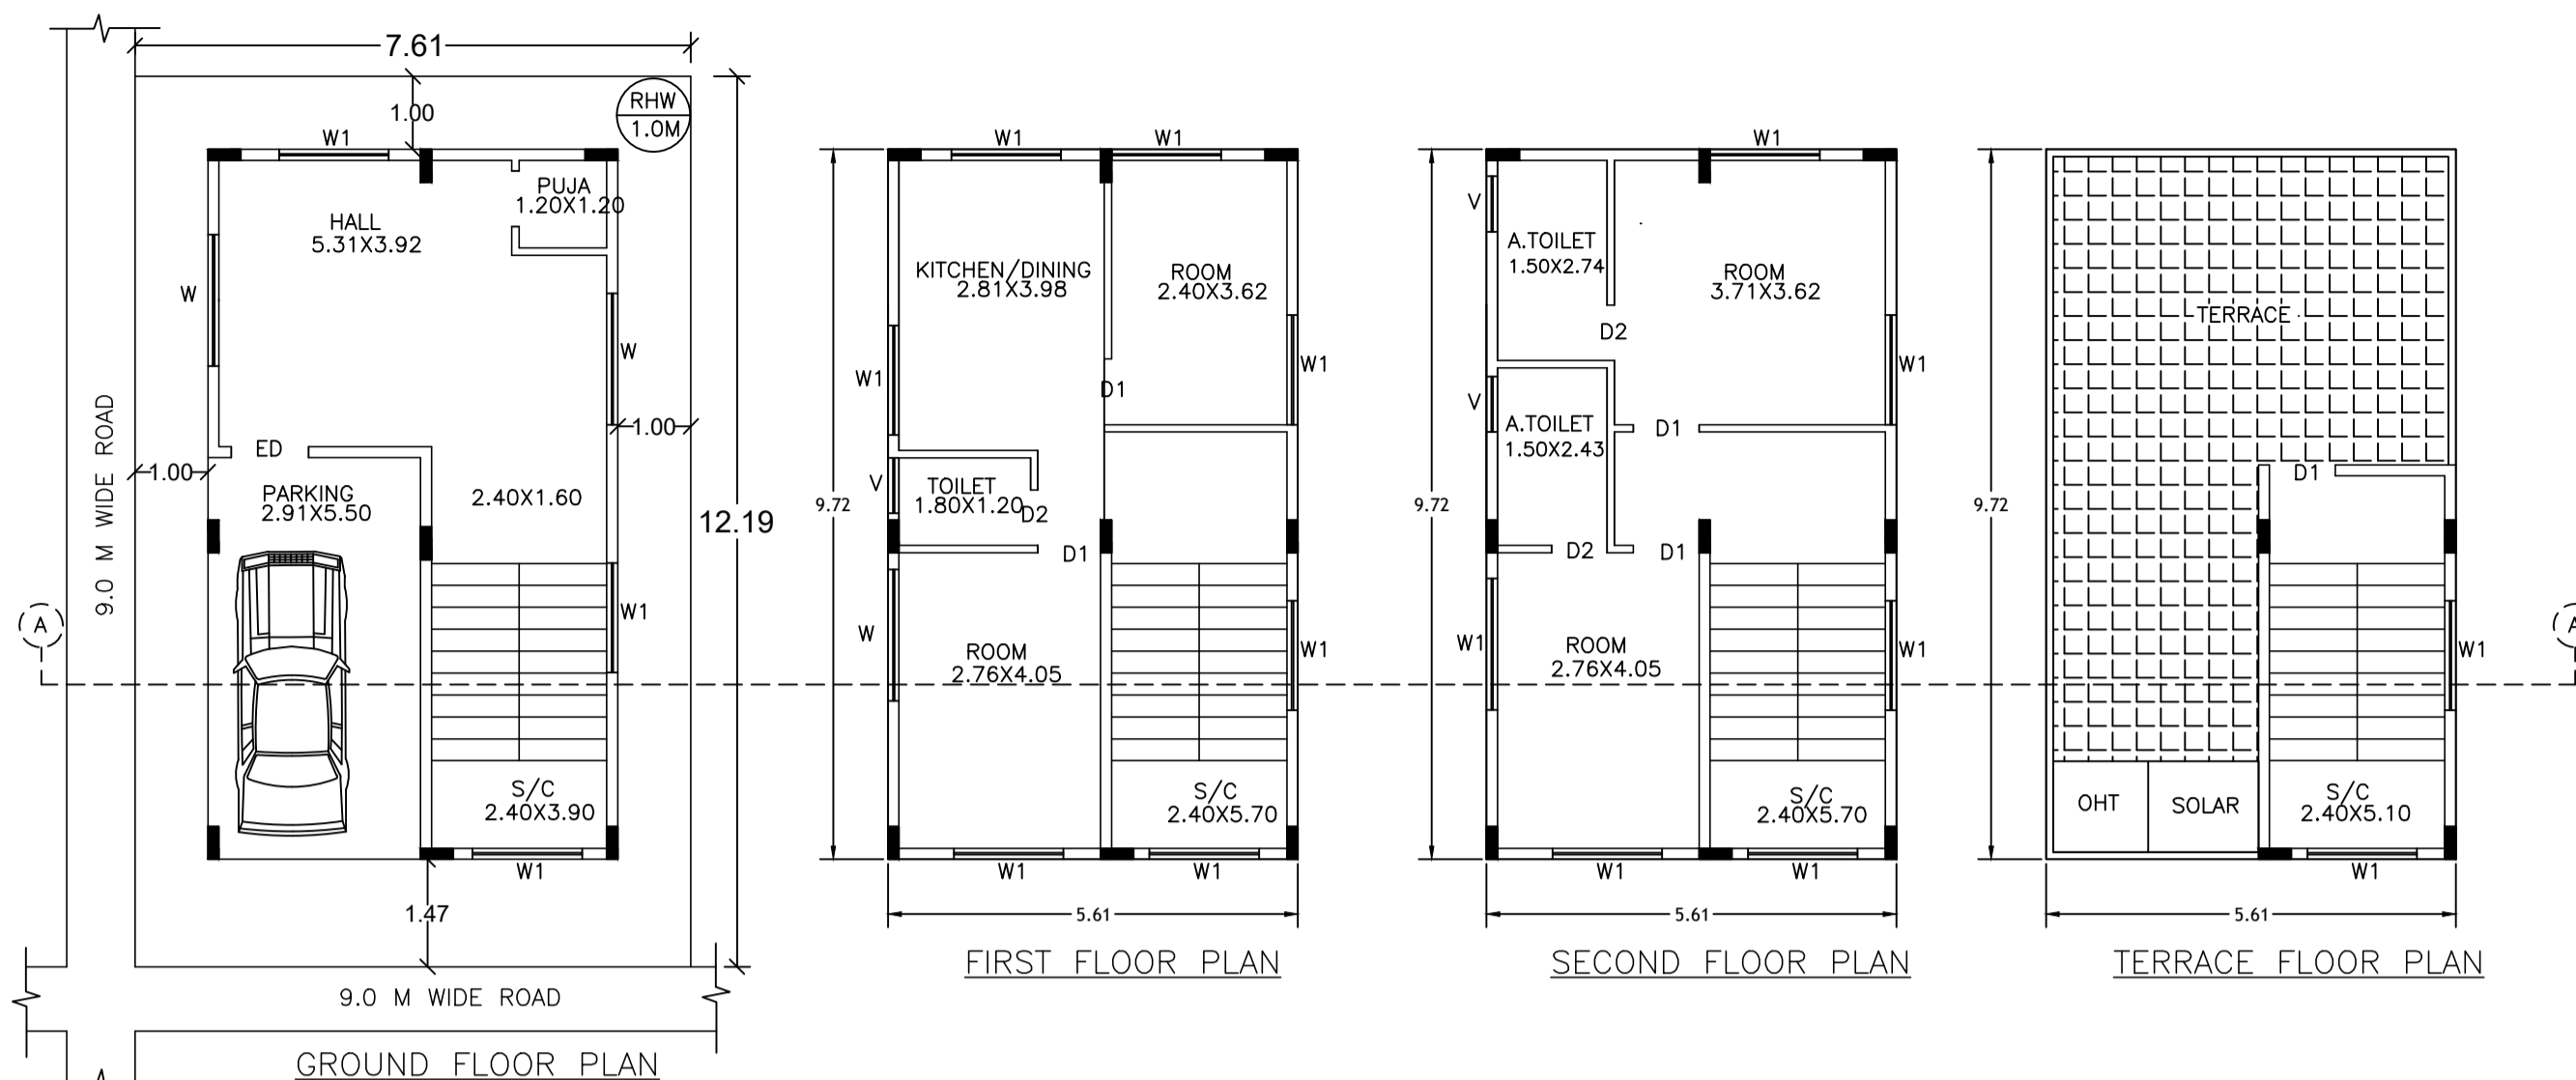 7.61
1.00
RHW
1.0M
W1
PUJA
1.20X1.20
HALL
5.31X3.92
W
W
1.00
ED
1.00
PARKING
2.91X5.50
2.40X1.60
12.19
9.0 M WIDE ROAD
A
W1
S/C
2.40X3.90
W1
1.47
9.0 M WIDE ROAD
GROUND FLOOR PLAN
W1
W1
KITCHEN/DINING
2.81X3.98
ROOM
2.40X3.62
W1
W1
D1
V
TOILET
1.80X1.20
D2
9.72
D1
W
ROOM
2.76X4.05
W1
S/C
2.40X5.70
W1
W1
5.61
FIRST FLOOR PLAN
W1
V
A.TOILET
1.50X2.74
ROOM
3.71X3.62
D2
W1
V
A.TOILET
1.50X2.43
D1
9.72
D2
D1
W1
ROOM
2.76X4.05
W1
S/C
2.40X5.70
W1
W1
5.61
SECOND FLOOR PLAN
TERRACE
D1
9.72
A
W1
OHT
SOLAR
S/C
2.40X5.10
W1
5.61
TERRACE FLOOR PLAN